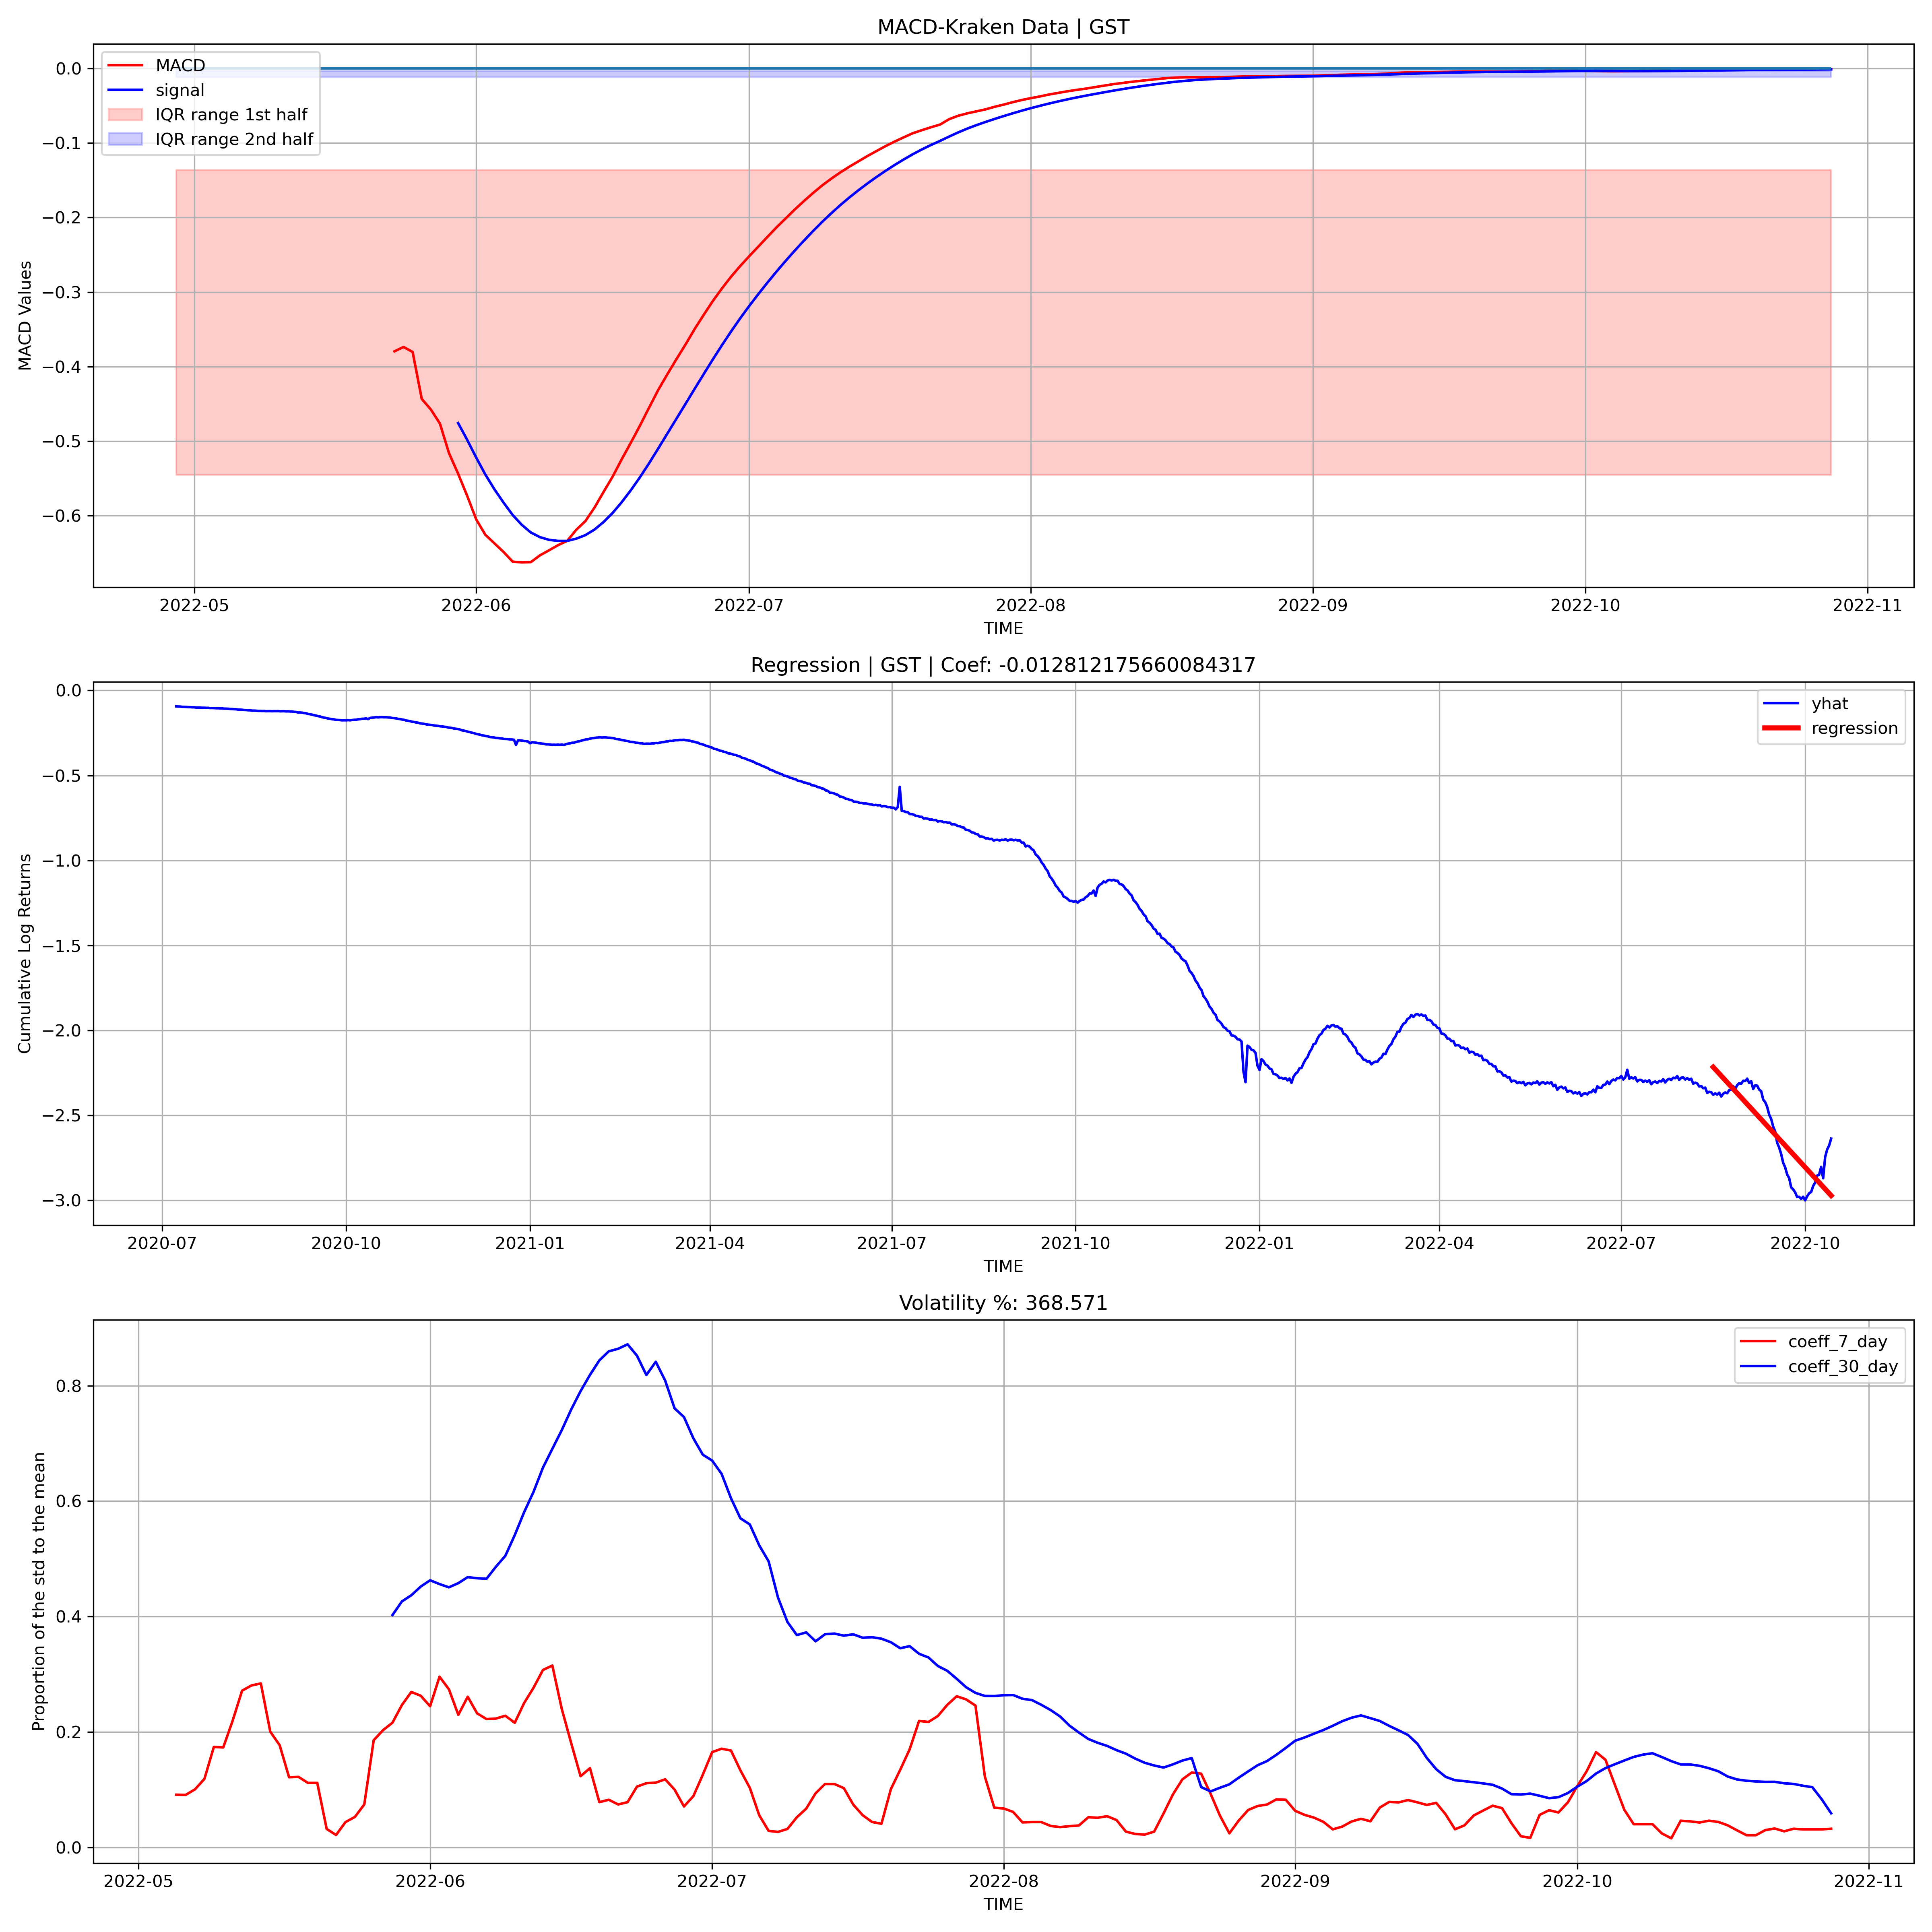 MACD-Kraken Data | GST
MACD
signal
IQR range 1st half
IQR range 2nd half
MACD Values
0.0
−0.1
−0.2
−0.3
−0.4
−0.5
−0.6
2022-05 2022-06 2022-07 2022-08 2022-09 2022-10 2022-11
TIME
Regression | GST | Coef: -0.012812175660084317
yhat
regression
Cumulative Log Returns
0.0
−0.5
−1.0
−1.5
−2.0
−2.5
−3.0
2020-07 2020-10 2021-01 2021-04 2021-07 2021-10 2022-01 2022-04 2022-07 2022-10
TIME
Volatility %: 368.571
coeff_7_day
coeff_30_day
Proportion of the std to the mean
0.8
0.6
0.4
0.2
0.0
2022-05 2022-06 2022-07 2022-08 2022-09 2022-10 2022-11
TIME